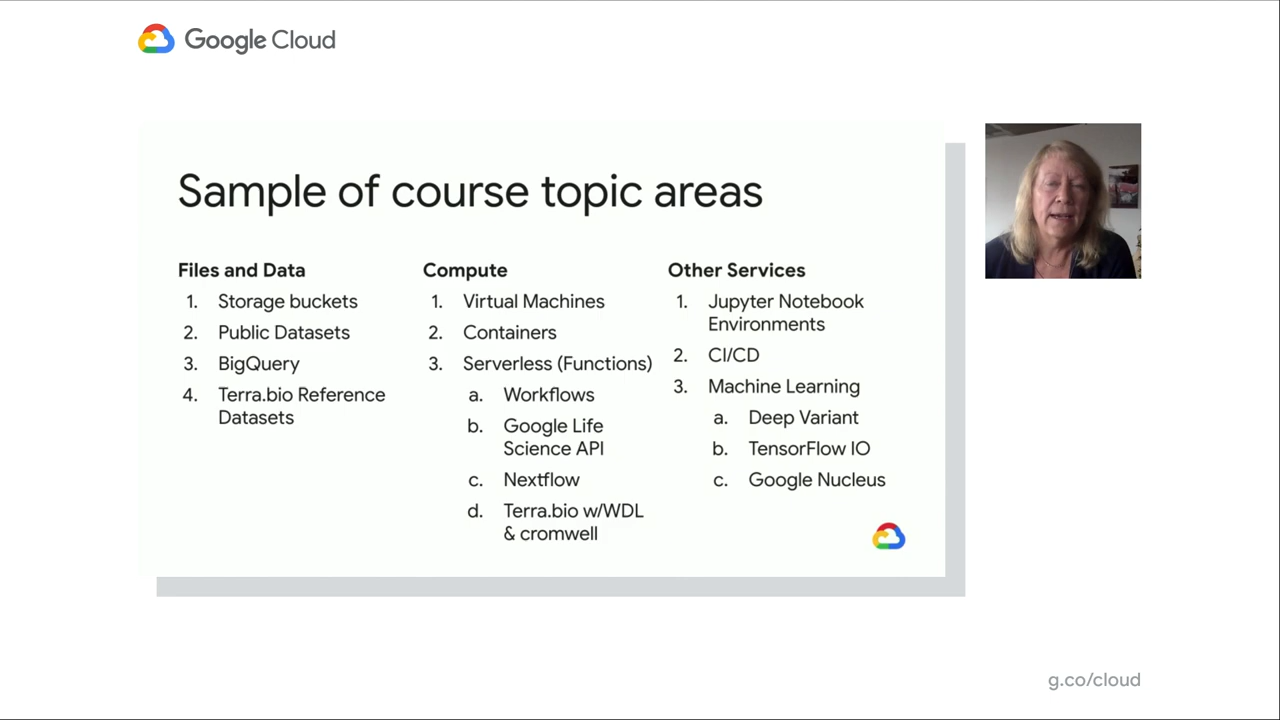 Google Cloud
Sample of course topic areas
Files and Data
1. Storage buckets
2. Public Datasets
3. BigQuery
4. Terra.bio Reference
Datasets
Compute
1. Virtual Machines
2. Containers
3. Serverless (Functions)
a. Workflows
b. Google Life
Science API
c. Nextflow
d. Terra.bio w/WDL
& cromwell
Other Services
1. Jupyter Notebook
Environments
2. CI/CD
3. Machine Learning
a. Deep Variant
b. TensorFlow IO
c. Google Nucleus
g.co/cloud